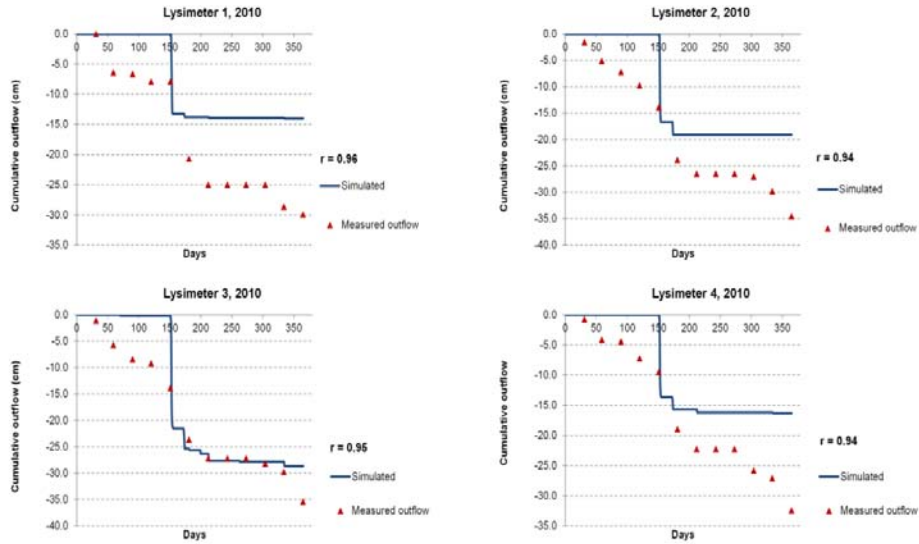 Lysimeter 1, 2010
0.0
-5.0
-10.0
-15.0
-20.0
-25.0
-30.0
-35.0
0 50 100 150 200 250 300 350
Cumulative outflow (cm)
Days
r = 0.96
Simulated
Measured outflow
Lysimeter 2, 2010
0.0
-5.0
-10.0
-15.0
-20.0
-25.0
-30.0
-35.0
-40.0
0 50 100 150 200 250 300 350
Cumulative outflow (cm)
Days
r = 0.94
Simulated
Measured outflow
Lysimeter 3, 2010
0.0
-5.0
-10.0
-15.0
-20.0
-25.0
-30.0
-35.0
-40.0
0 50 100 150 200 250 300 350
Cumulative outflow (cm)
Days
r = 0.95
Simulated
Measured outflow
Lysimeter 4, 2010
0.0
-5.0
-10.0
-15.0
-20.0
-25.0
-30.0
-35.0
0 50 100 150 200 250 300 350
Cumulative outflow
Days
r = 0.94
Simulated
Measured outflow